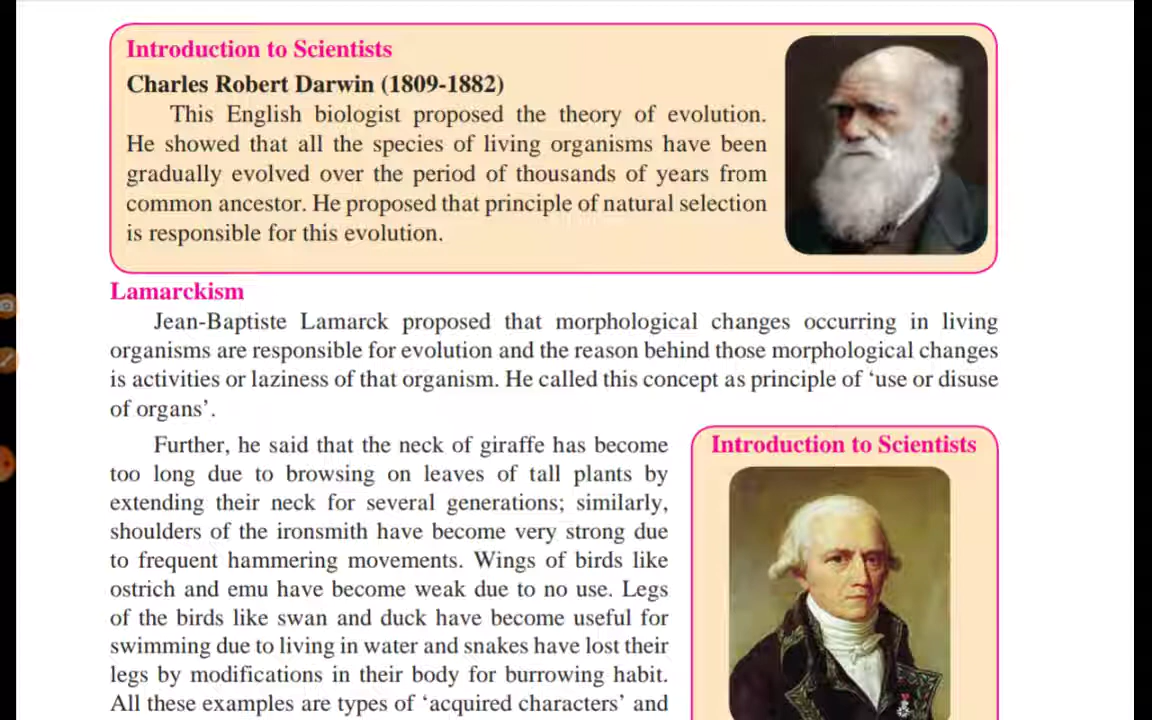 Introduction to Scientists
Charles Robert Darwin (1809-1882)
This English biologist proposed the theory of evolution.
He showed that all the species of living organisms have been
gradually evolved over the period of thousands of years from
common ancestor. He proposed that principle of natural selection
is responsible for this evolution.
Lamarckism
Jean-Baptiste Lamarck proposed that morphological changes occurring in living
organisms are responsible for evolution and the reason behind those morphological changes
is activities or laziness of that organism. He called this concept as principle of ‘use or disuse
of organs’.
Further, he said that the neck of giraffe has become
too long due to browsing on leaves of tall plants by
extending their neck for several generations; similarly,
shoulders of the ironsmith have become very strong due
to frequent hammering movements. Wings of birds like
ostrich and emu have become weak due to no use. Legs
of the birds like swan and duck have become useful for
swimming due to living in water and snakes have lost their
legs by modifications in their body for burrowing habit.
All these examples are types of ‘acquired characters’ and
Introduction to Scientists